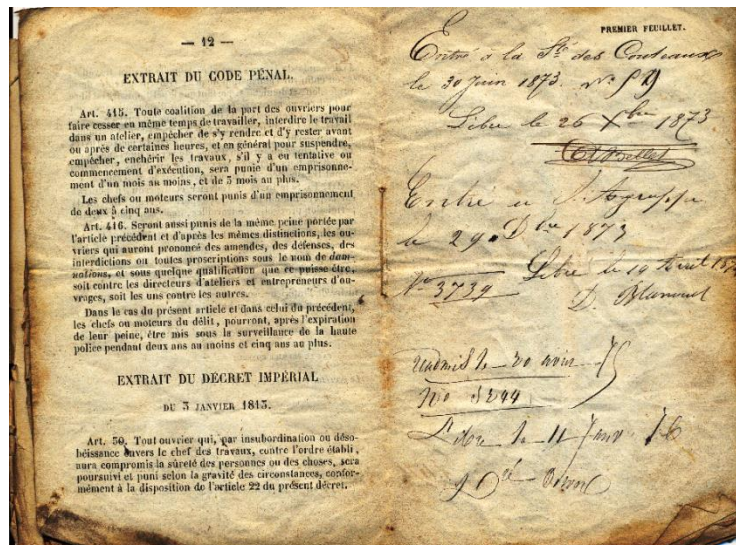 — 12 —
EXTRAIT DU CODE PÉNAL.
Art. 415. Toute coalition de la part des ouvriers pour
faire cesser en même temps de travailler, interdire le travail
dans un atelier, empêcher de s'y rendre et d'y rester avant
ou après de certaines heures, et en général pour suspendre,
empêcher, enchérir les travaux, s'il y a eu tentative ou
commencement d'exécution, sera punie d'un emprisonne-
ment d'un mois au moins, et de 3 mois au plus.
Les chefs ou moteurs seront punis d'un emprisonnement
de deux à cinq ans.
Art. 416. Seront aussi punis de la même peine portée par
l'article précédent et d'après les mêmes distinctions, les ou-
vriers qui auront prononcé des amendes, des défenses, des
interdictions ou toutes proscriptions sous le nom de dam-
nations, et sous quelque qualification que ce puisse être,
soit contre les directeurs d'ateliers et entrepreneurs d'ou-
vrages, soit les uns contre les autres.
Dans le cas du présent article et dans celui du précédent,
les chefs ou moteurs du délit, pourront, après l'expiration
de leur peine, être mis sous la surveillance de la haute
police pendant deux ans au moins et cinq ans au plus.
EXTRAIT DU DÉCRET IMPÉRIAL
DU 3 JANVIER 1813.
Art. 30. Tout ouvrier qui, par insubordination ou déso-
béissance envers le chef des travaux, contre l'ordre établi,
aura compromis la sûreté des personnes ou des choses, sera
poursuivi et puni selon la gravité des circonstances, confor-
mément à la disposition de l'article 22 du présent décret.
PREMIER FEUILLET.
Entré à la Sté des Couteaux
le 30 Juin 1873. No
Libre le 26 Xbre 1873
Entré
le 29 Dbre 1873
Libre le 19 Avril
No 3739
D.
No
Libre le 11 Janv 76